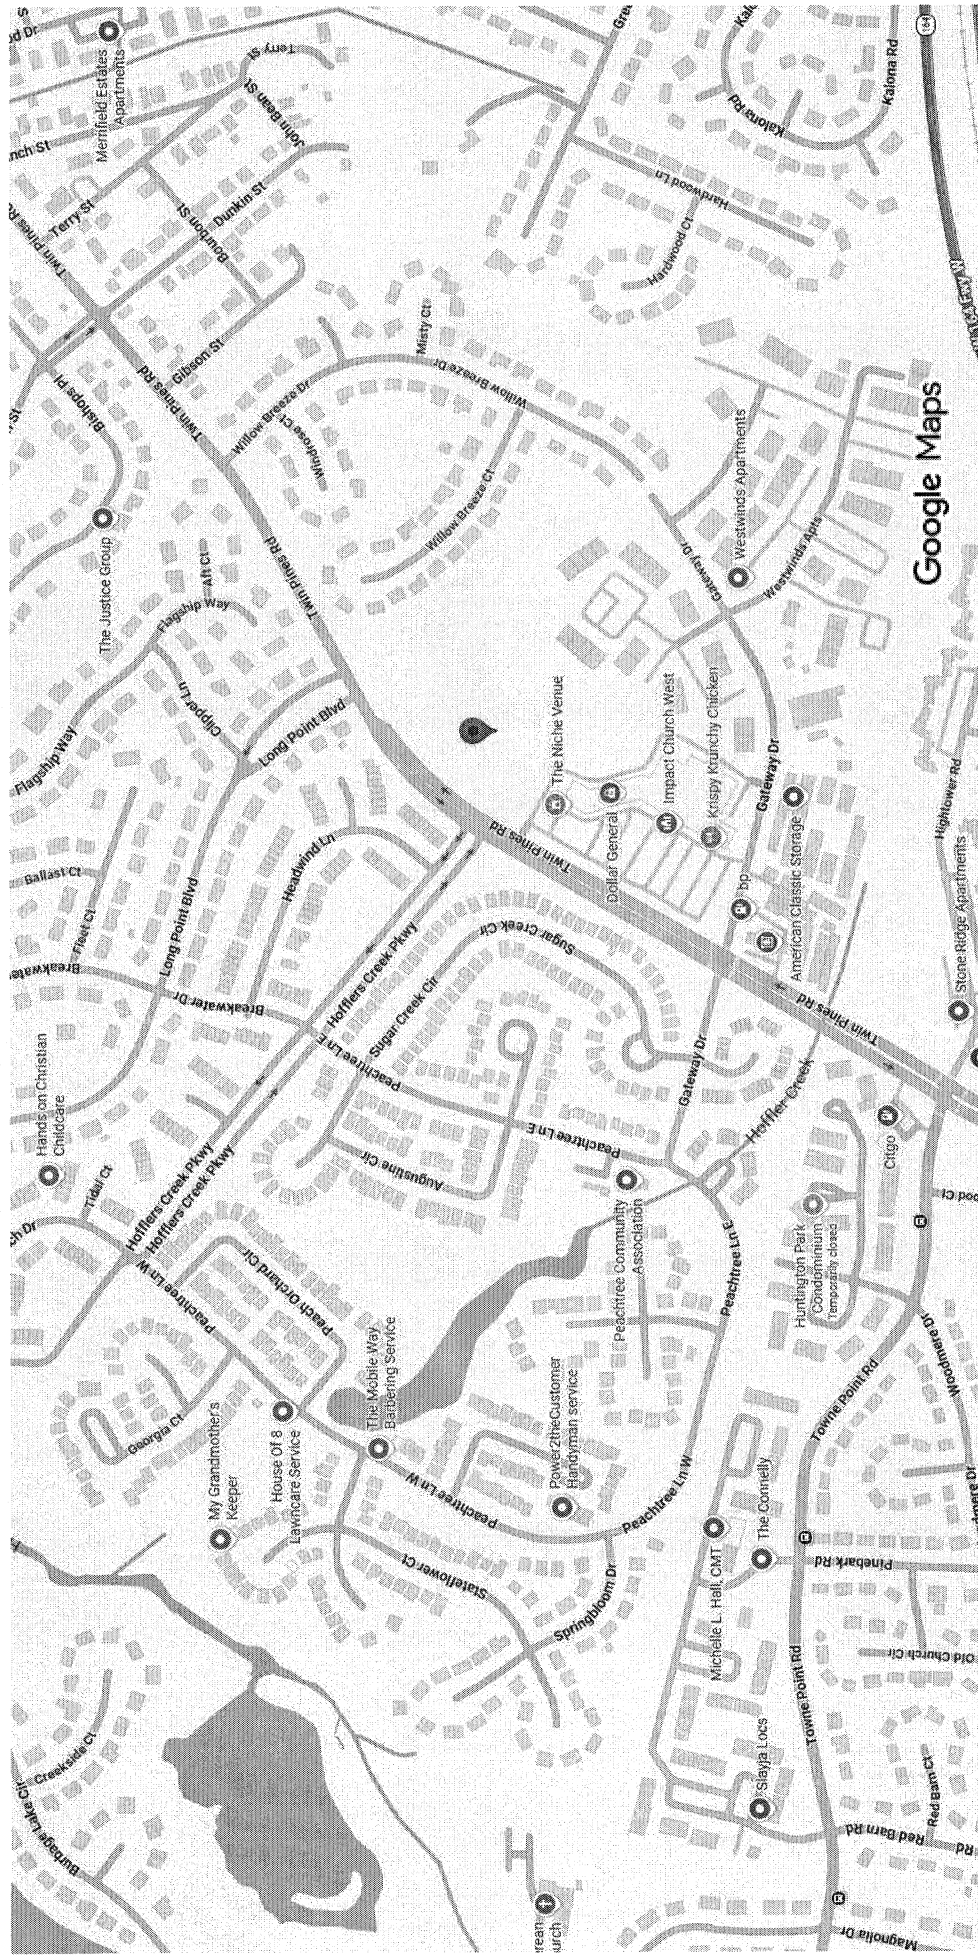 Burbage Lake Cir
Creekside Ct
My Grandmother's
Keeper
Georgia Ct
House Of 8
Lawncare Service
The Mobile Way
Barbering Service
Peachtree Ln W
Peachtree Ln W
Peachtree Ln W
Peach Orchard Cir
Stateflower Ct
Springbloom Dr
Power2theCustomer
Handyman service
Tidal Ct
Hands on Christian
Childcare
Hofflers Creek Pkwy
Hofflers Creek Pkwy
Hofflers Creek Pkwy
Augustine Cir
Sugar Creek Cir
Sugar Creek Cir
Peachtree Ln E
Peachtree Ln E
Peachtree Ln E
Peachtree Ln E
Peachtree Community
Association
Breakwater Dr
Breakwater
Fleet Ct
Ballast Ct
Long Point Blvd
Long Point Blvd
Headwind Ln
Flagship Way
Flagship Way
Clipper Ln
Aft Ct
The Justice Group
Bishops Pl
Twin Pines Rd
Twin Pines Rd
Twin Pines Rd
Twin Pines Rd
Twin Pines Rd
Twin Pines Rd
Merrifield Estates
Apartments
Terry St
Terry St
John Bean St
Bourbon St
Dunkin St
Gibson St
Willow Breeze Dr
Willow Breeze Dr
Windrose Ct
Misty Ct
Willow Breeze Ct
Hardwood Ln
Hardwood Ct
Kalona Rd
Kalona Rd
164
The Niche Venue
Dollar General
Impact Church West
Krispy Krunchy Chicken
bp
American Classic Storage
Gateway Dr
Gateway Dr
Gateway Dr
Westwinds Apartments
Westwinds Apts
Hoffler Creek
Huntington Park
Condominium
Temporarily closed
Citgo
Stone Ridge Apartments
Hightower Rd
Towne Point Rd
Towne Point Rd
Woodmere Dr
Michelle L. Hall, CMT
The Connelly
Pinebark Rd
Old Church Cir
Slayja Locs
Red Barn Rd
Red Barn Ct
Magnolia Dr
Google Maps